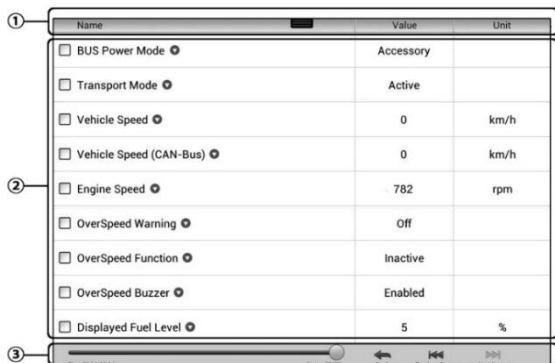 ① Name Value Unit
② 
BUS Power Mode Accessory
Transport Mode Active
Vehicle Speed 0 km/h
Vehicle Speed (CAN-Bus) 0 km/h
Engine Speed 782 rpm
OverSpeed Warning Off
OverSpeed Function Inactive
OverSpeed Buzzer Enabled
Displayed Fuel Level 5 %
③